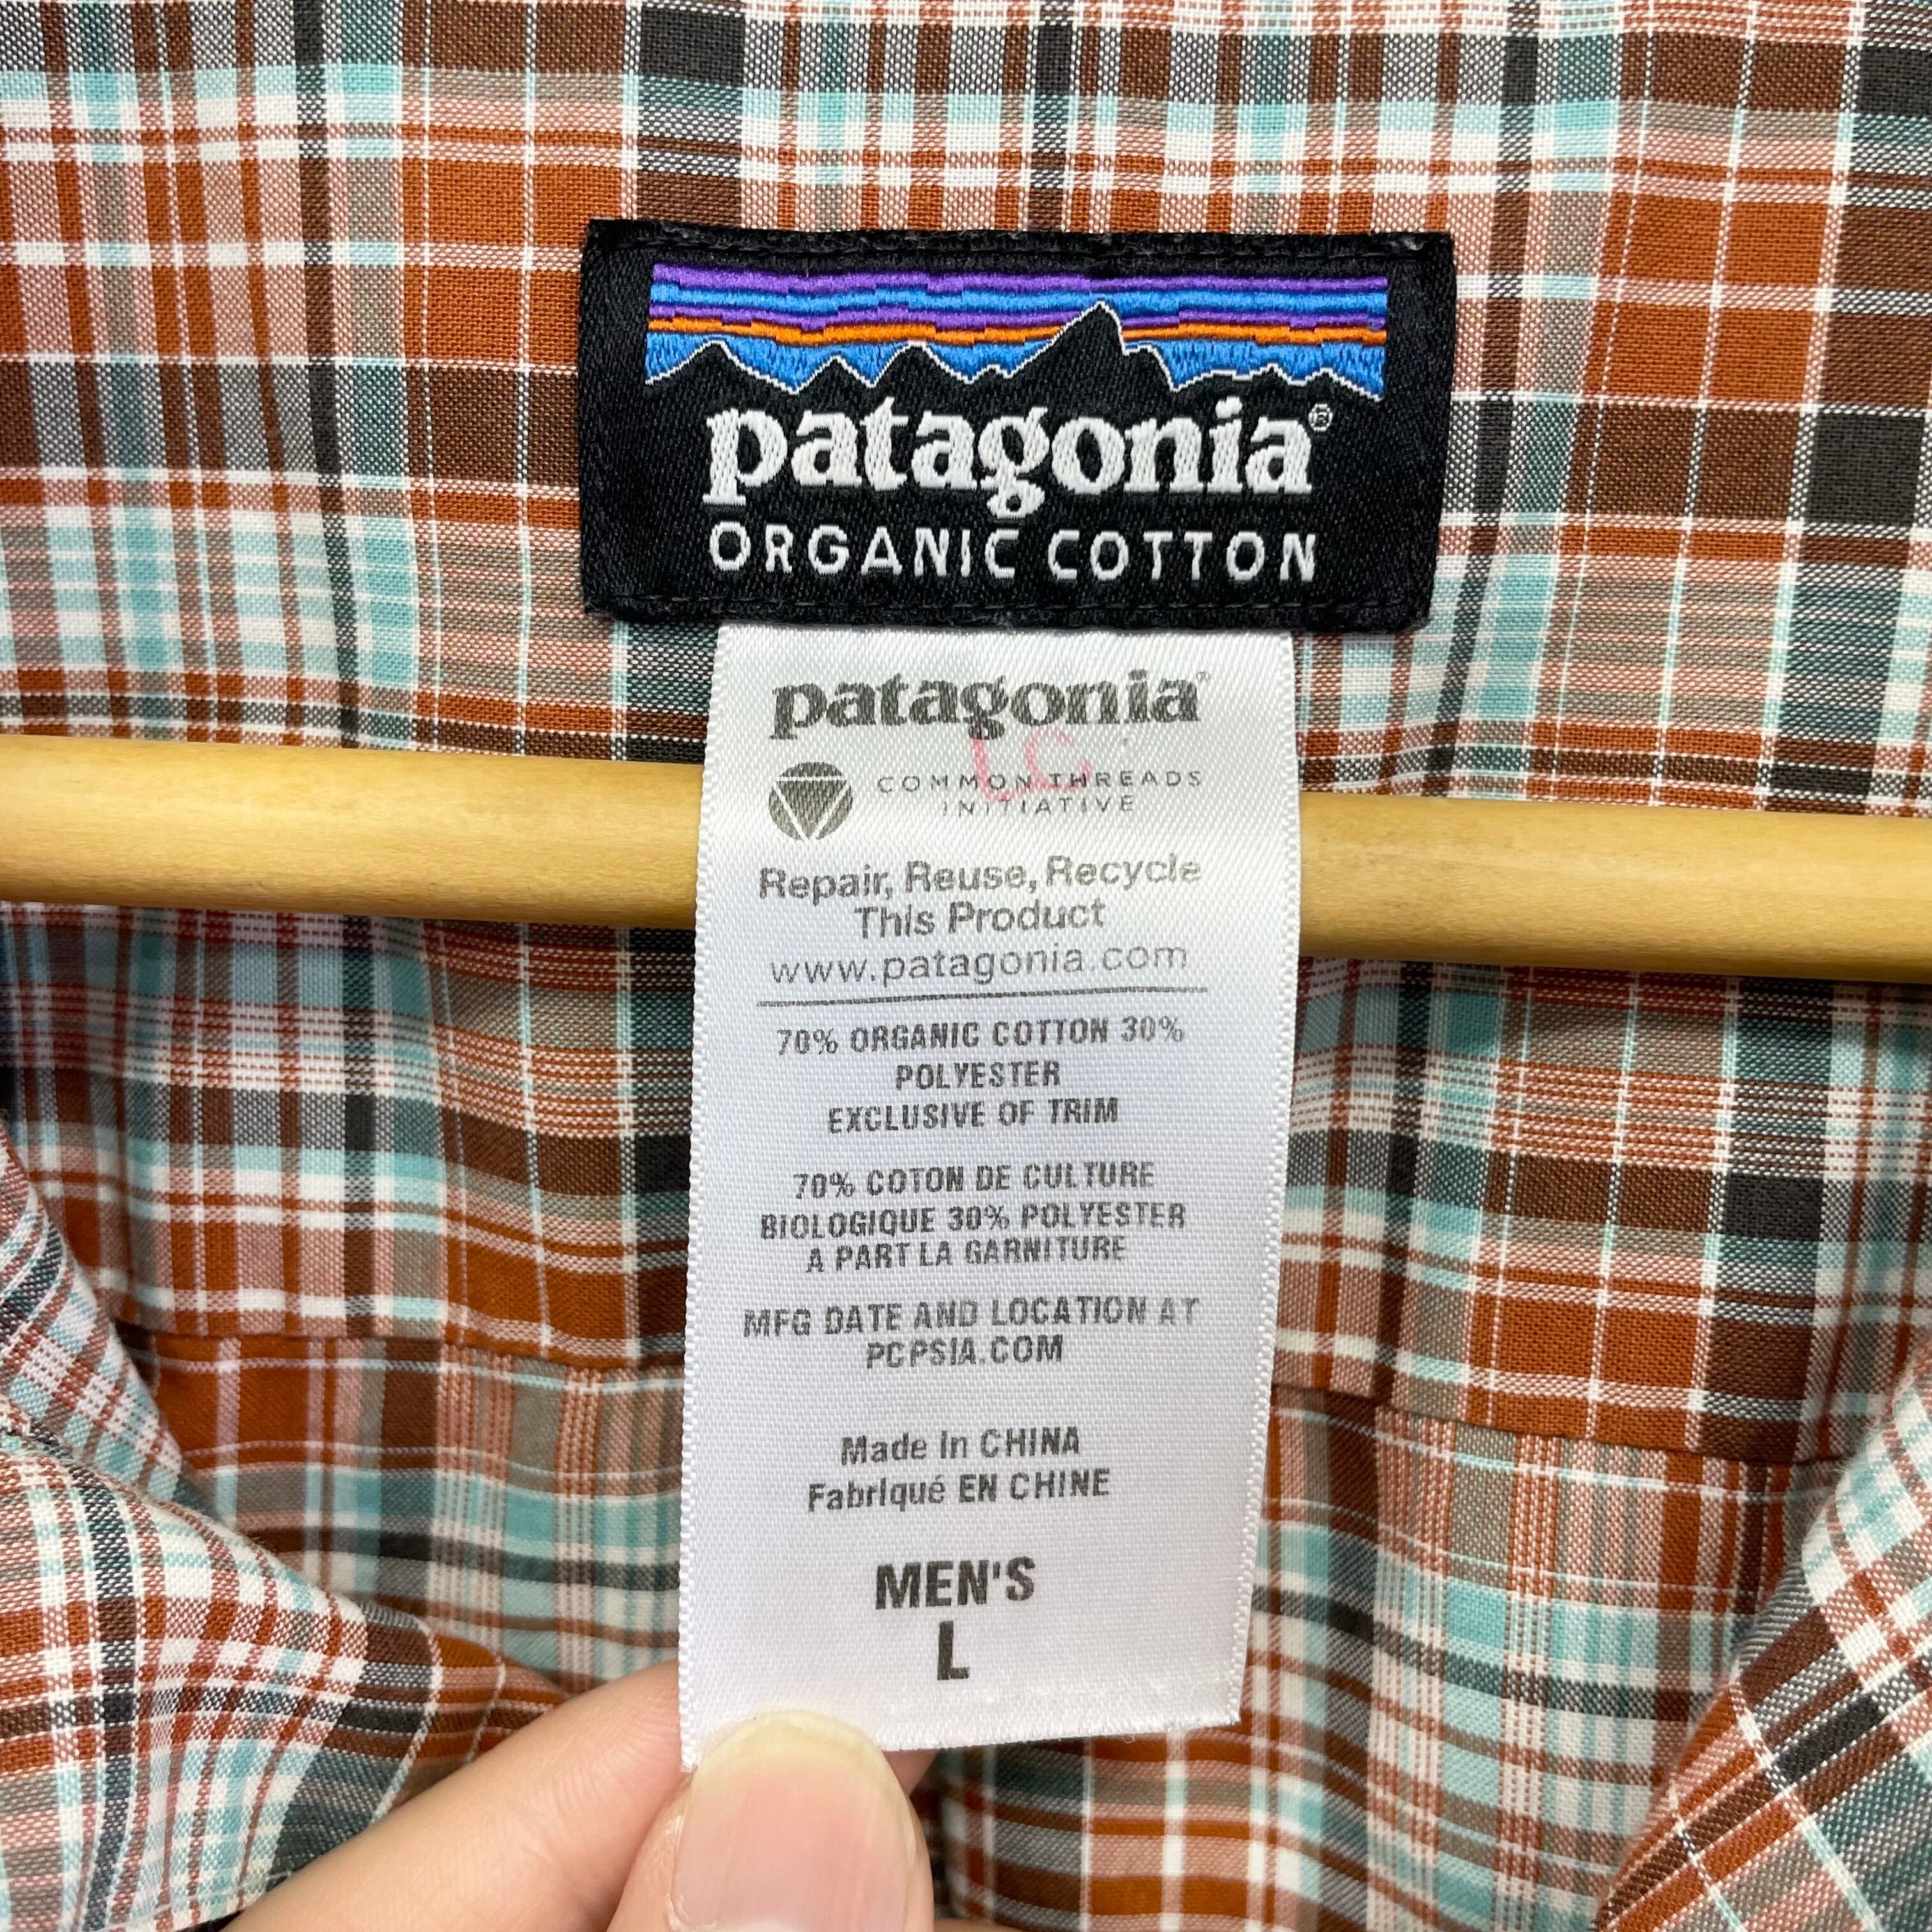 patagonia®
ORGANIC COTTON
patagonia®
LC
COMMON THREADS
INITIATIVE
Repair, Reuse, Recycle
This Product
www.patagonia.com
70% ORGANIC COTTON 30%
POLYESTER
EXCLUSIVE OF TRIM
70% COTON DE CULTURE
BIOLOGIQUE 30% POLYESTER
A PART LA GARNITURE
MFG DATE AND LOCATION AT
PCPSIA.COM
Made in CHINA
Fabriqué EN CHINE
MEN'S
L